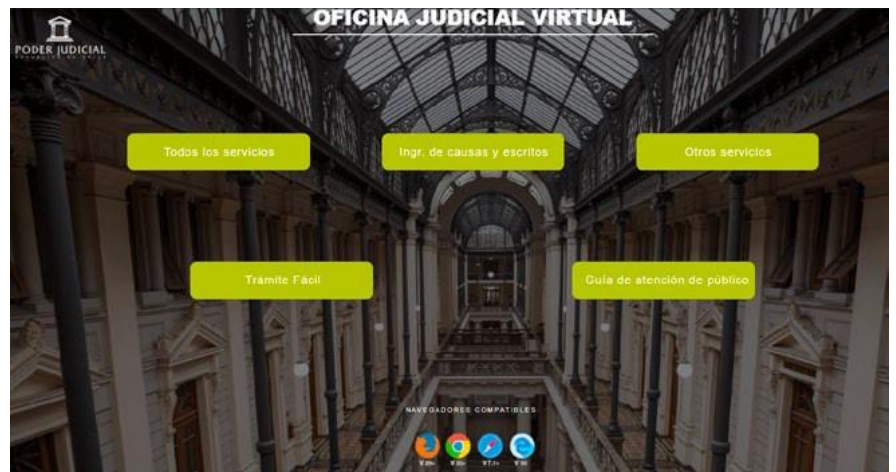 OFICINA JUDICIAL VIRTUAL
PODER JUDICIAL
Todos los servicios
Ingr. de causas y escritos
Otros servicios
Trámite Fácil
Guía de atención de público
NAVEGADORES COMPATIBLES